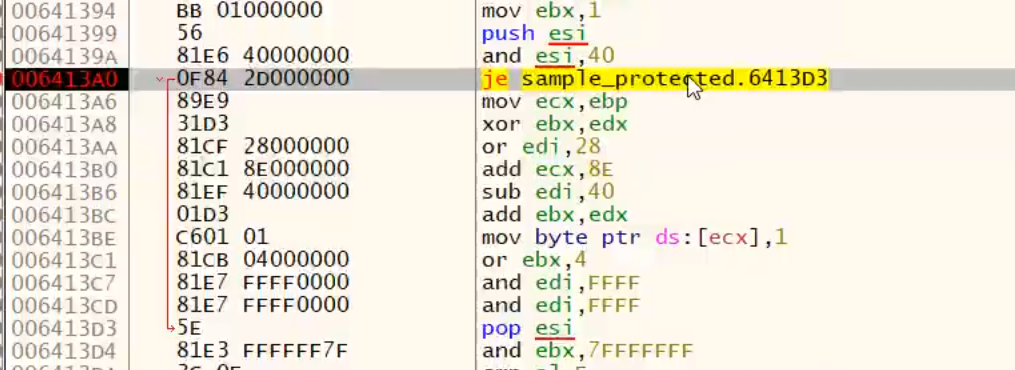 00641394 BB 01000000 mov ebx,1
00641399 56 push esi
0064139A 81E6 40000000 and esi,40
006413A0 0F84 2D000000 je sample_protected.6413D3
006413A6 89E9 mov ecx,ebp
006413A8 31D3 xor ebx,edx
006413AA 81CF 28000000 or edi,28
006413B0 81C1 8E000000 add ecx,8E
006413B6 81EF 40000000 sub edi,40
006413BC 01D3 add ebx,edx
006413BE C601 01 mov byte ptr ds:[ecx],1
006413C1 81CB 04000000 or ebx,4
006413C7 81E7 FFFF0000 and edi,FFFF
006413CD 81E7 FFFF0000 and edi,FFFF
006413D3 5E pop esi
006413D4 81E3 FFFFFF7F and ebx,7FFFFFFF